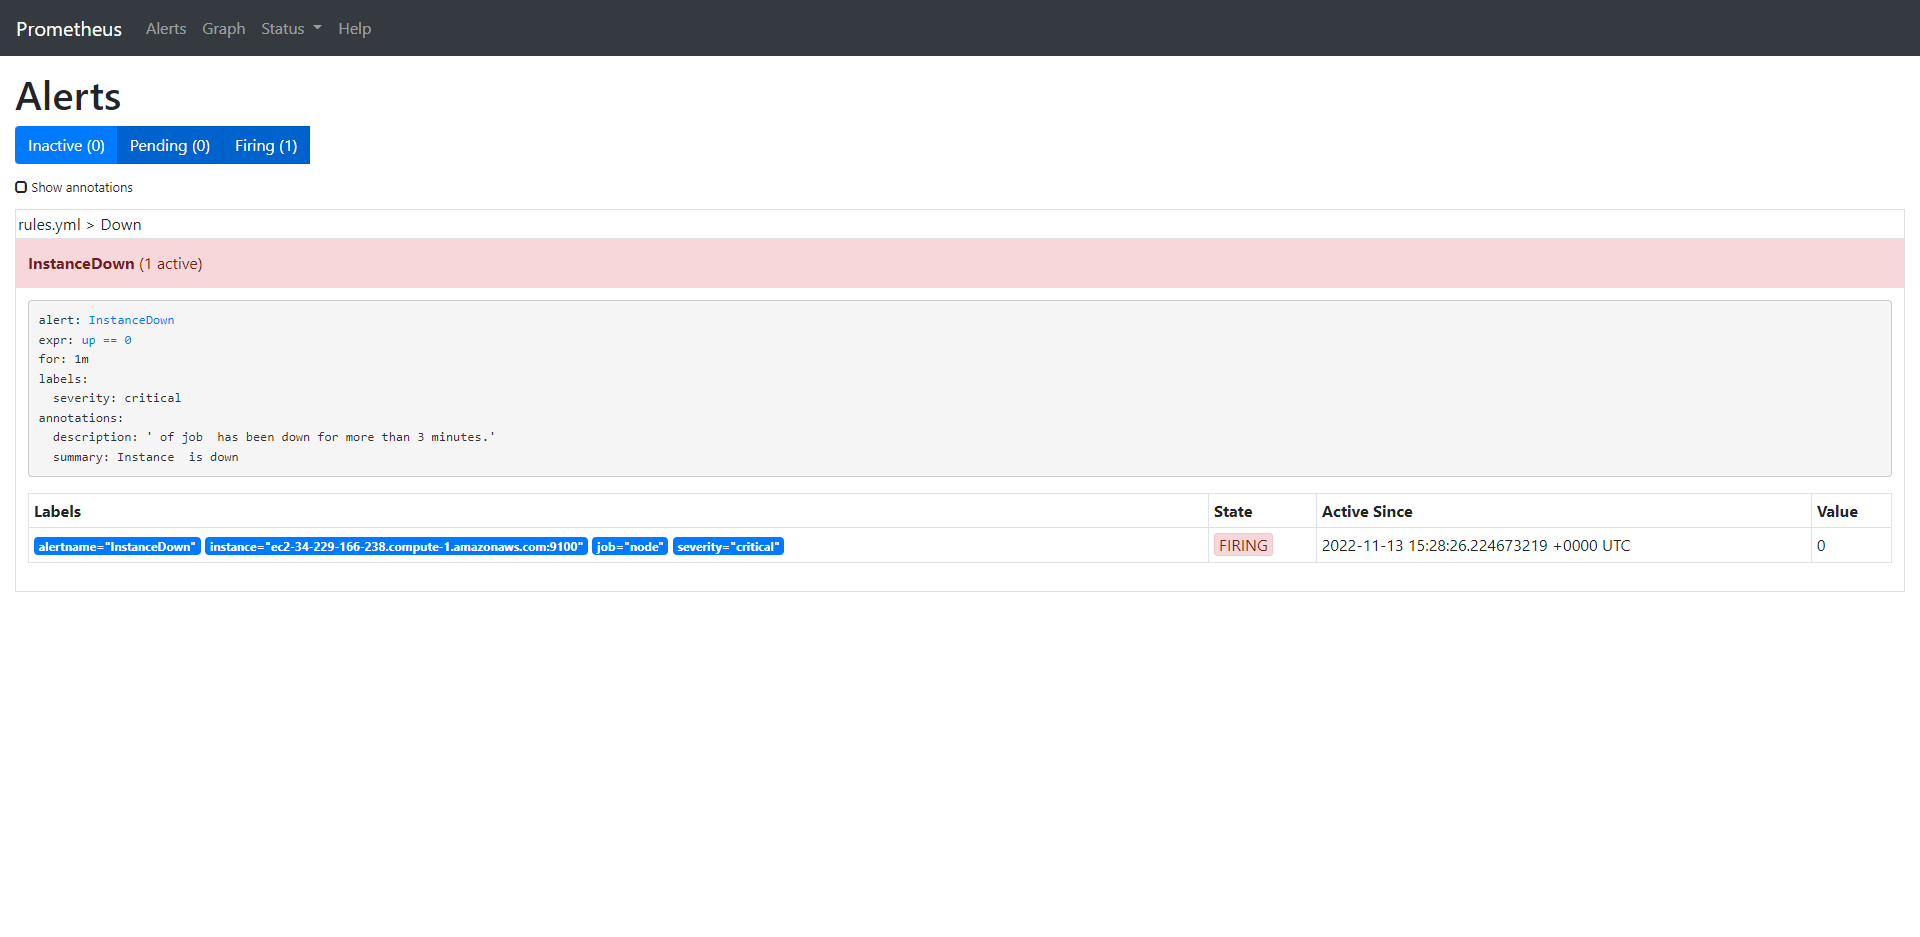 Prometheus Alerts Graph Status Help
Alerts
Inactive (0) Pending (0) Firing (1)
Show annotations
rules.yml > Down
InstanceDown (1 active)
alert: InstanceDown
expr: up == 0
for: 1m
labels:
  severity: critical
annotations:
  description: ' of job  has been down for more than 3 minutes.'
  summary: Instance  is down
Labels State Active Since Value
alertname="InstanceDown" instance="ec2-34-229-166-238.compute-1.amazonaws.com:9100" job="node" severity="critical" FIRING 2022-11-13 15:28:26.224673219 +0000 UTC 0